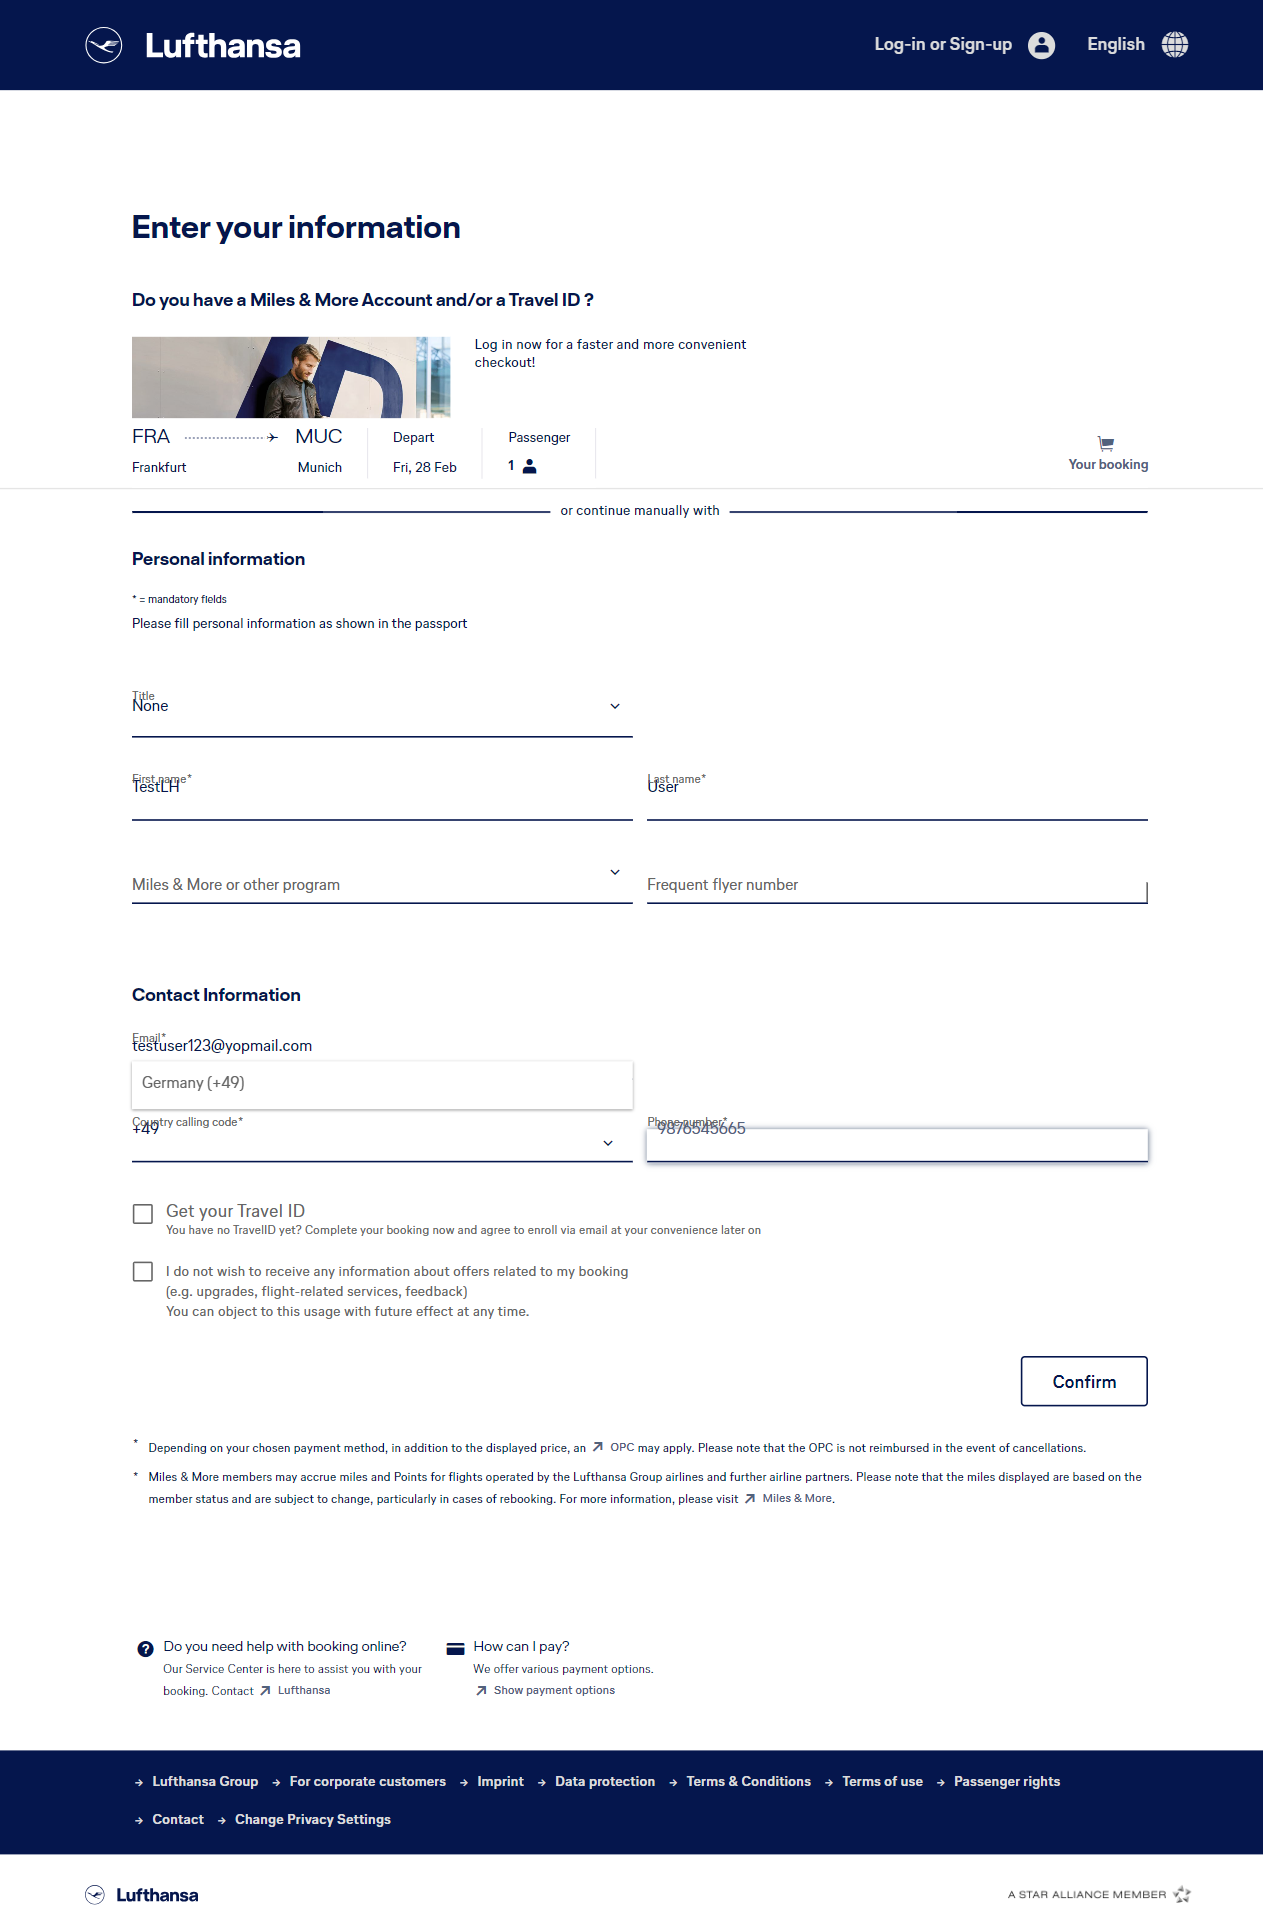 Lufthansa
Log-in or Sign-up
English
Enter your information
Do you have a Miles & More Account and/or a Travel ID ?
Log in now for a faster and more convenient
checkout!
FRA MUC Depart Passenger
Frankfurt Munich Fri, 28 Feb 1
Your booking
or continue manually with
Personal information
* = mandatory fields
Please fill personal information as shown in the passport
Title
None
First name* Last name*
TestLH User
Miles & More or other program Frequent flyer number
Contact Information
Email*
testuser123@yopmail.com
Germany (+49)
Country calling code* Phone number*
+49 9876545665
Get your Travel ID
You have no TravelID yet? Complete your booking now and agree to enroll via email at your convenience later on
I do not wish to receive any information about offers related to my booking
(e.g. upgrades, flight-related services, feedback)
You can object to this usage with future effect at any time.
Confirm
* Depending on your chosen payment method, in addition to the displayed price, an OPC may apply. Please note that the OPC is not reimbursed in the event of cancellations.
* Miles & More members may accrue miles and Points for flights operated by the Lufthansa Group airlines and further airline partners. Please note that the miles displayed are based on the
member status and are subject to change, particularly in cases of rebooking. For more information, please visit Miles & More.
Do you need help with booking online?
Our Service Center is here to assist you with your
booking. Contact Lufthansa
How can I pay?
We offer various payment options.
Show payment options
Lufthansa Group For corporate customers Imprint Data protection Terms & Conditions Terms of use Passenger rights
Contact Change Privacy Settings
Lufthansa
A STAR ALLIANCE MEMBER